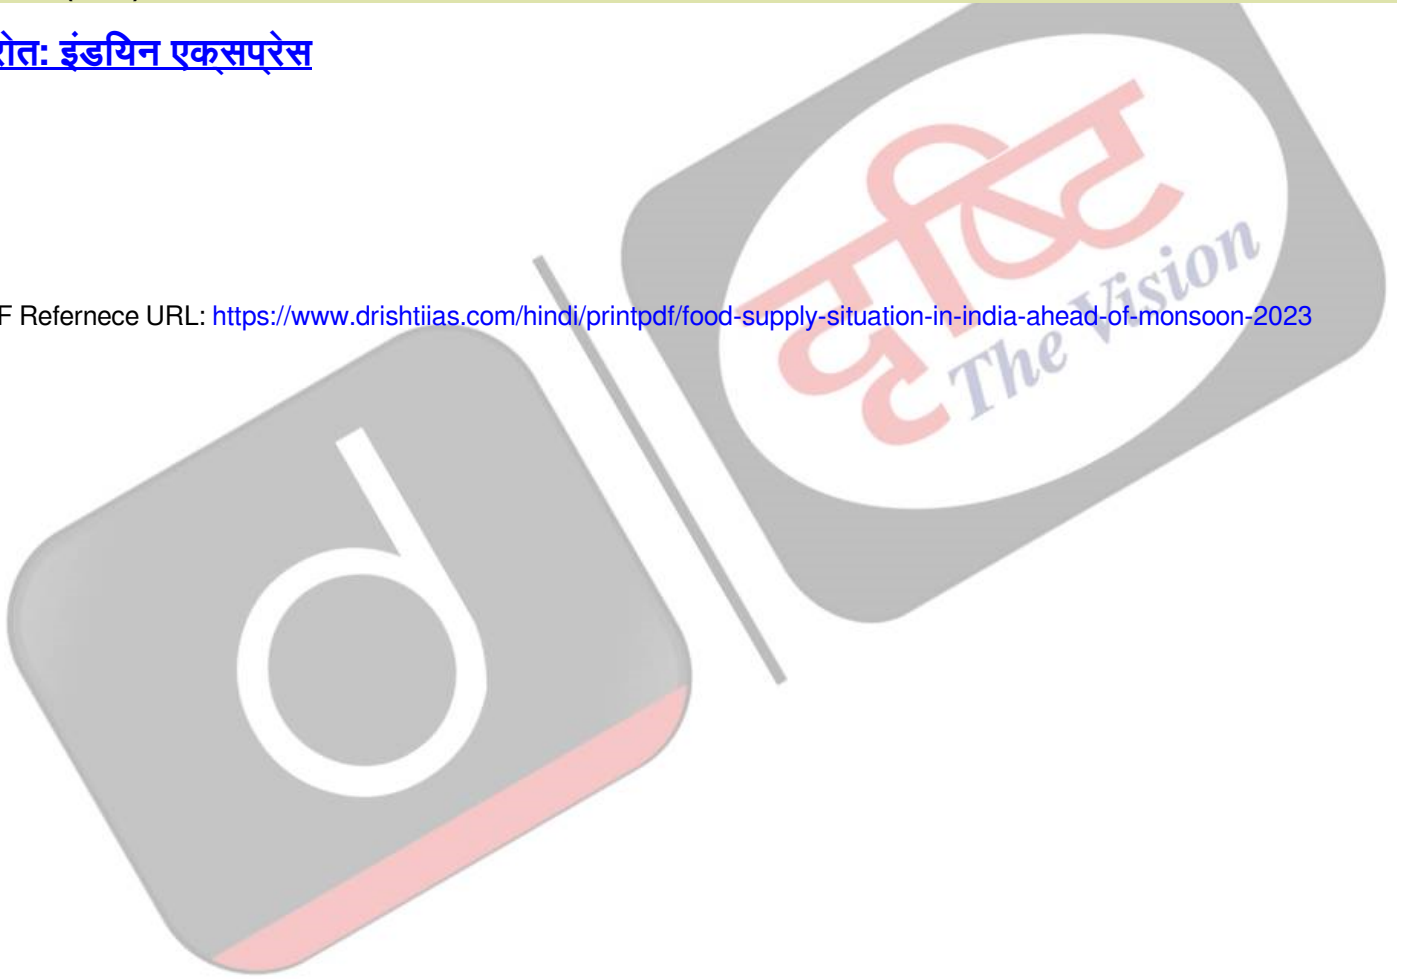 रोत: इंडयिन एक्सप्रेस
F Refernece URL: https://www.drishtiias.com/hindi/printpdf/food-supply-situation-in-india-ahead-of-monsoon-2023
दृष्टि
The Vision